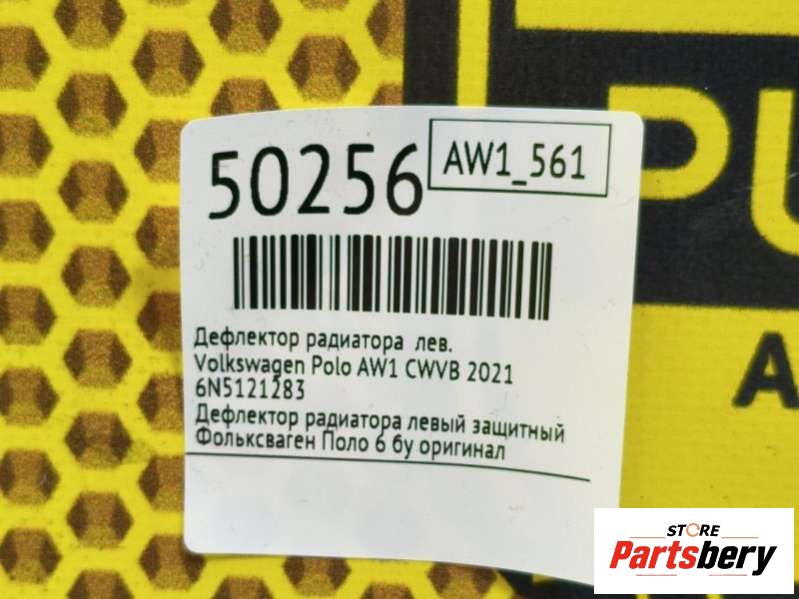 50256
AW1_561
Дефлектор радиатора лев.
Volkswagen Polo AW1 CWVB 2021
6N5121283
Дефлектор радиатора левый защитный
Фольксваген Поло 6 бу оригинал
PU
A
STORE
Partsbery